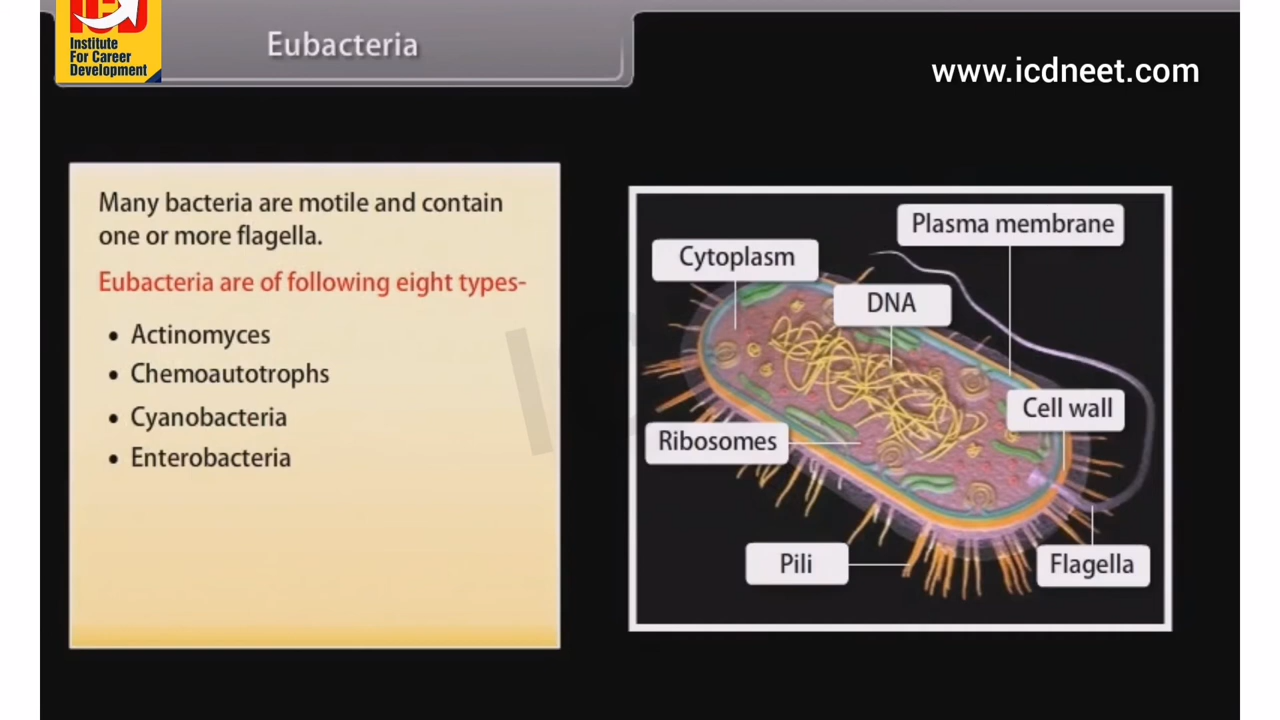 Eubacteria
Institute
For Career
Development
www.icdneet.com
Many bacteria are motile and contain
one or more flagella.
Eubacteria are of following eight types-
• Actinomyces
• Chemoautotrophs
• Cyanobacteria
• Enterobacteria
Plasma membrane
Cytoplasm
DNA
Cell wall
Ribosomes
Pili
Flagella